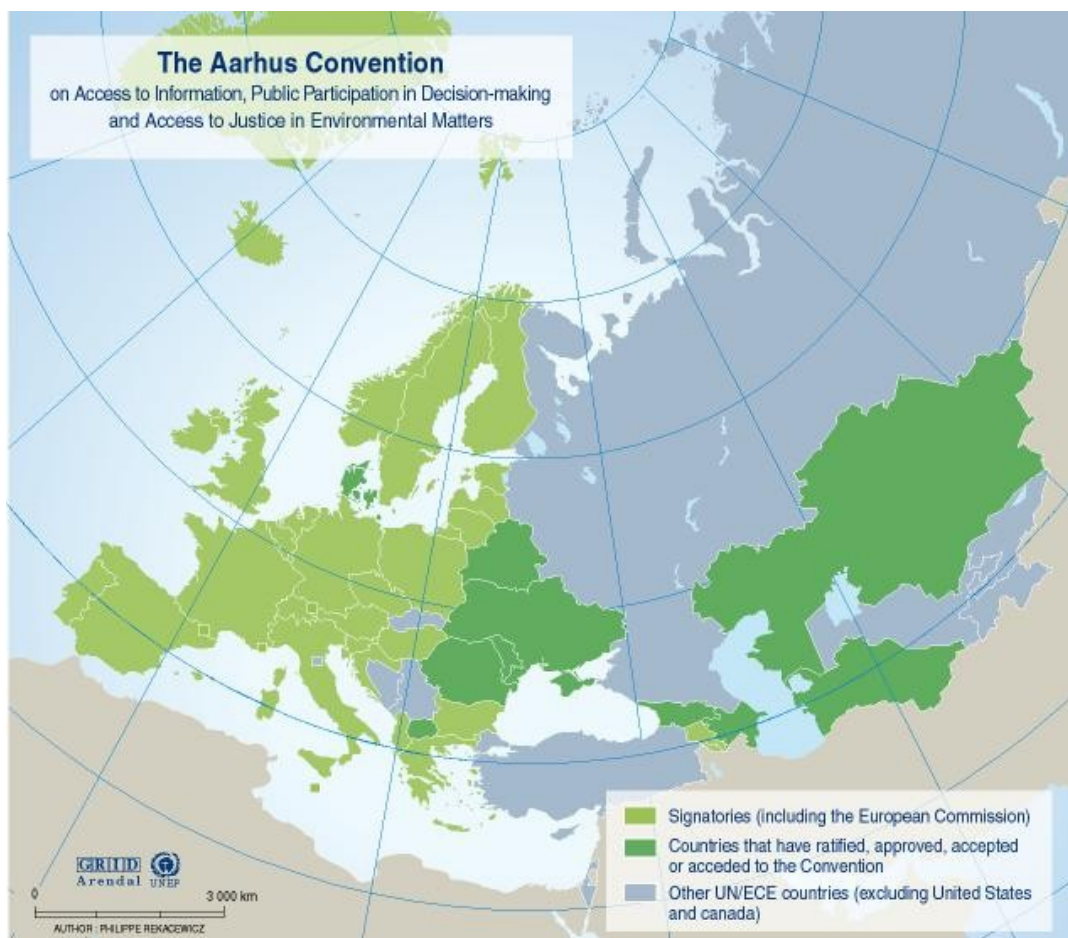 The Aarhus Convention
on Access to Information, Public Participation in Decision-making
and Access to Justice in Environmental Matters
Signatories (including the European Commission)
Countries that have ratified, approved, accepted
or acceded to the Convention
Other UN/ECE countries (excluding United States
and canada)
GRID
Arendal
UNEP
0
3 000 km
AUTHOR : PHILIPPE REKACEWICZ